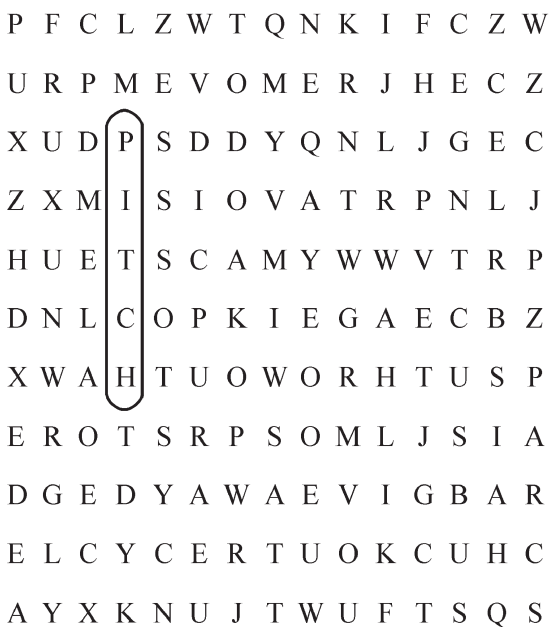 P F C L Z W T Q N K I F C Z W
U R P M E V O M E R J H E C Z
X U D P S D D Y Q N L J G E C
Z X M I S I O V A T R P N L J
H U E T S C A M Y W W V T R P
D N L C O P K I E G A E C B Z
X W A H T U O W O R H T U S P
E R O T S R P S O M L J S I A
D G E D Y A W A E V I G B A R
E L C Y C E R T U O K C U H C
A Y X K N U J T W U F T S Q S